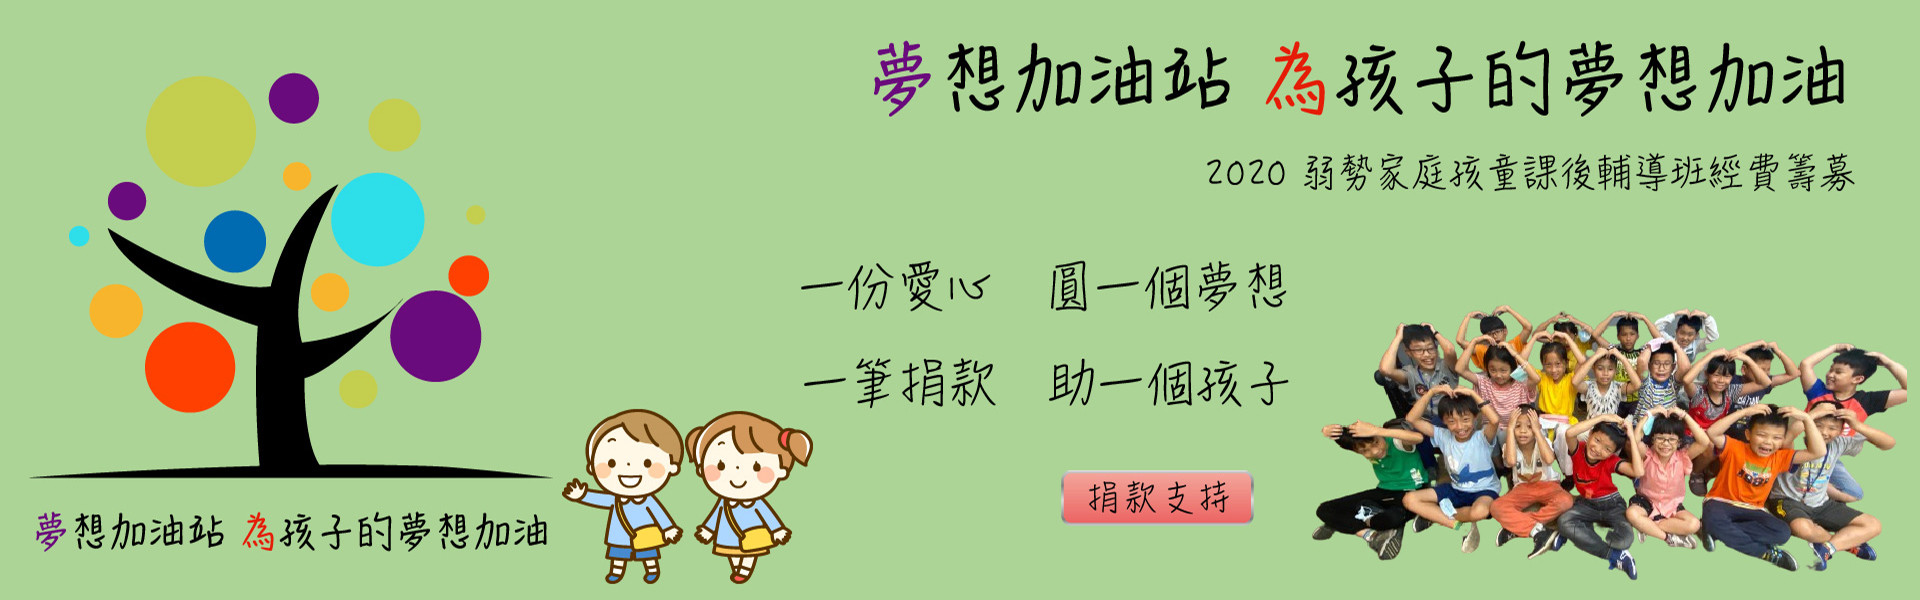 夢想加油站 為孩子的夢想加油
2020 弱勢家庭孩童課後輔導班經費籌募
一份愛心 圓一個夢想
一筆捐款 助一個孩子
捐款支持
夢想加油站 為孩子的夢想加油